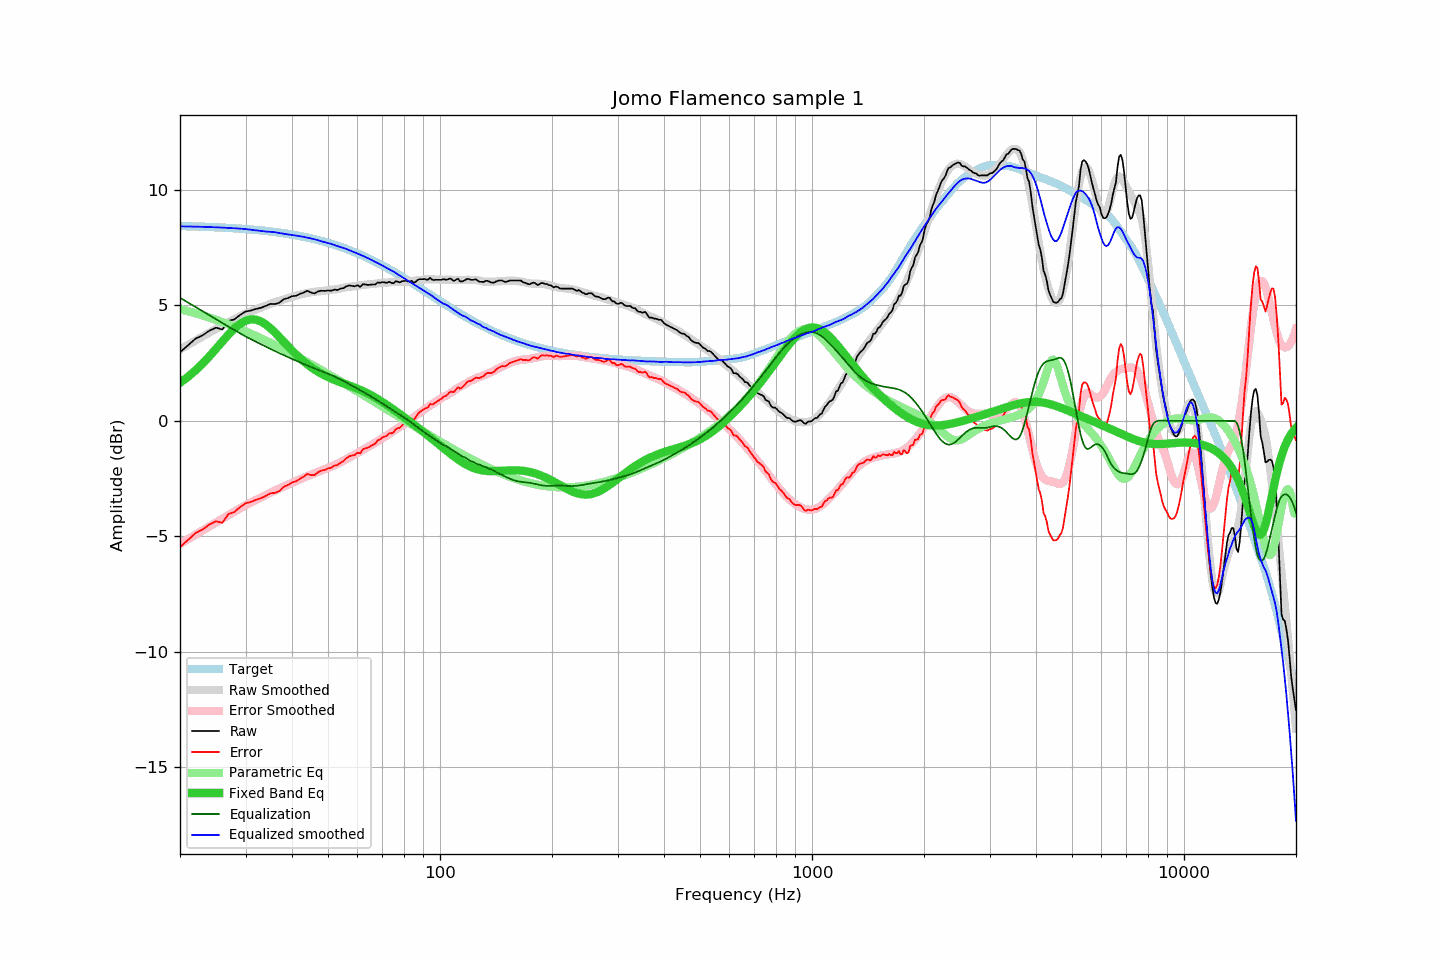 Jomo Flamenco sample 1
Amplitude (dBr)
10
5
0
−5
−10
−15
Target
Raw Smoothed
Error Smoothed
Raw
Error
Parametric Eq
Fixed Band Eq
Equalization
Equalized smoothed
100
1000
10000
Frequency (Hz)